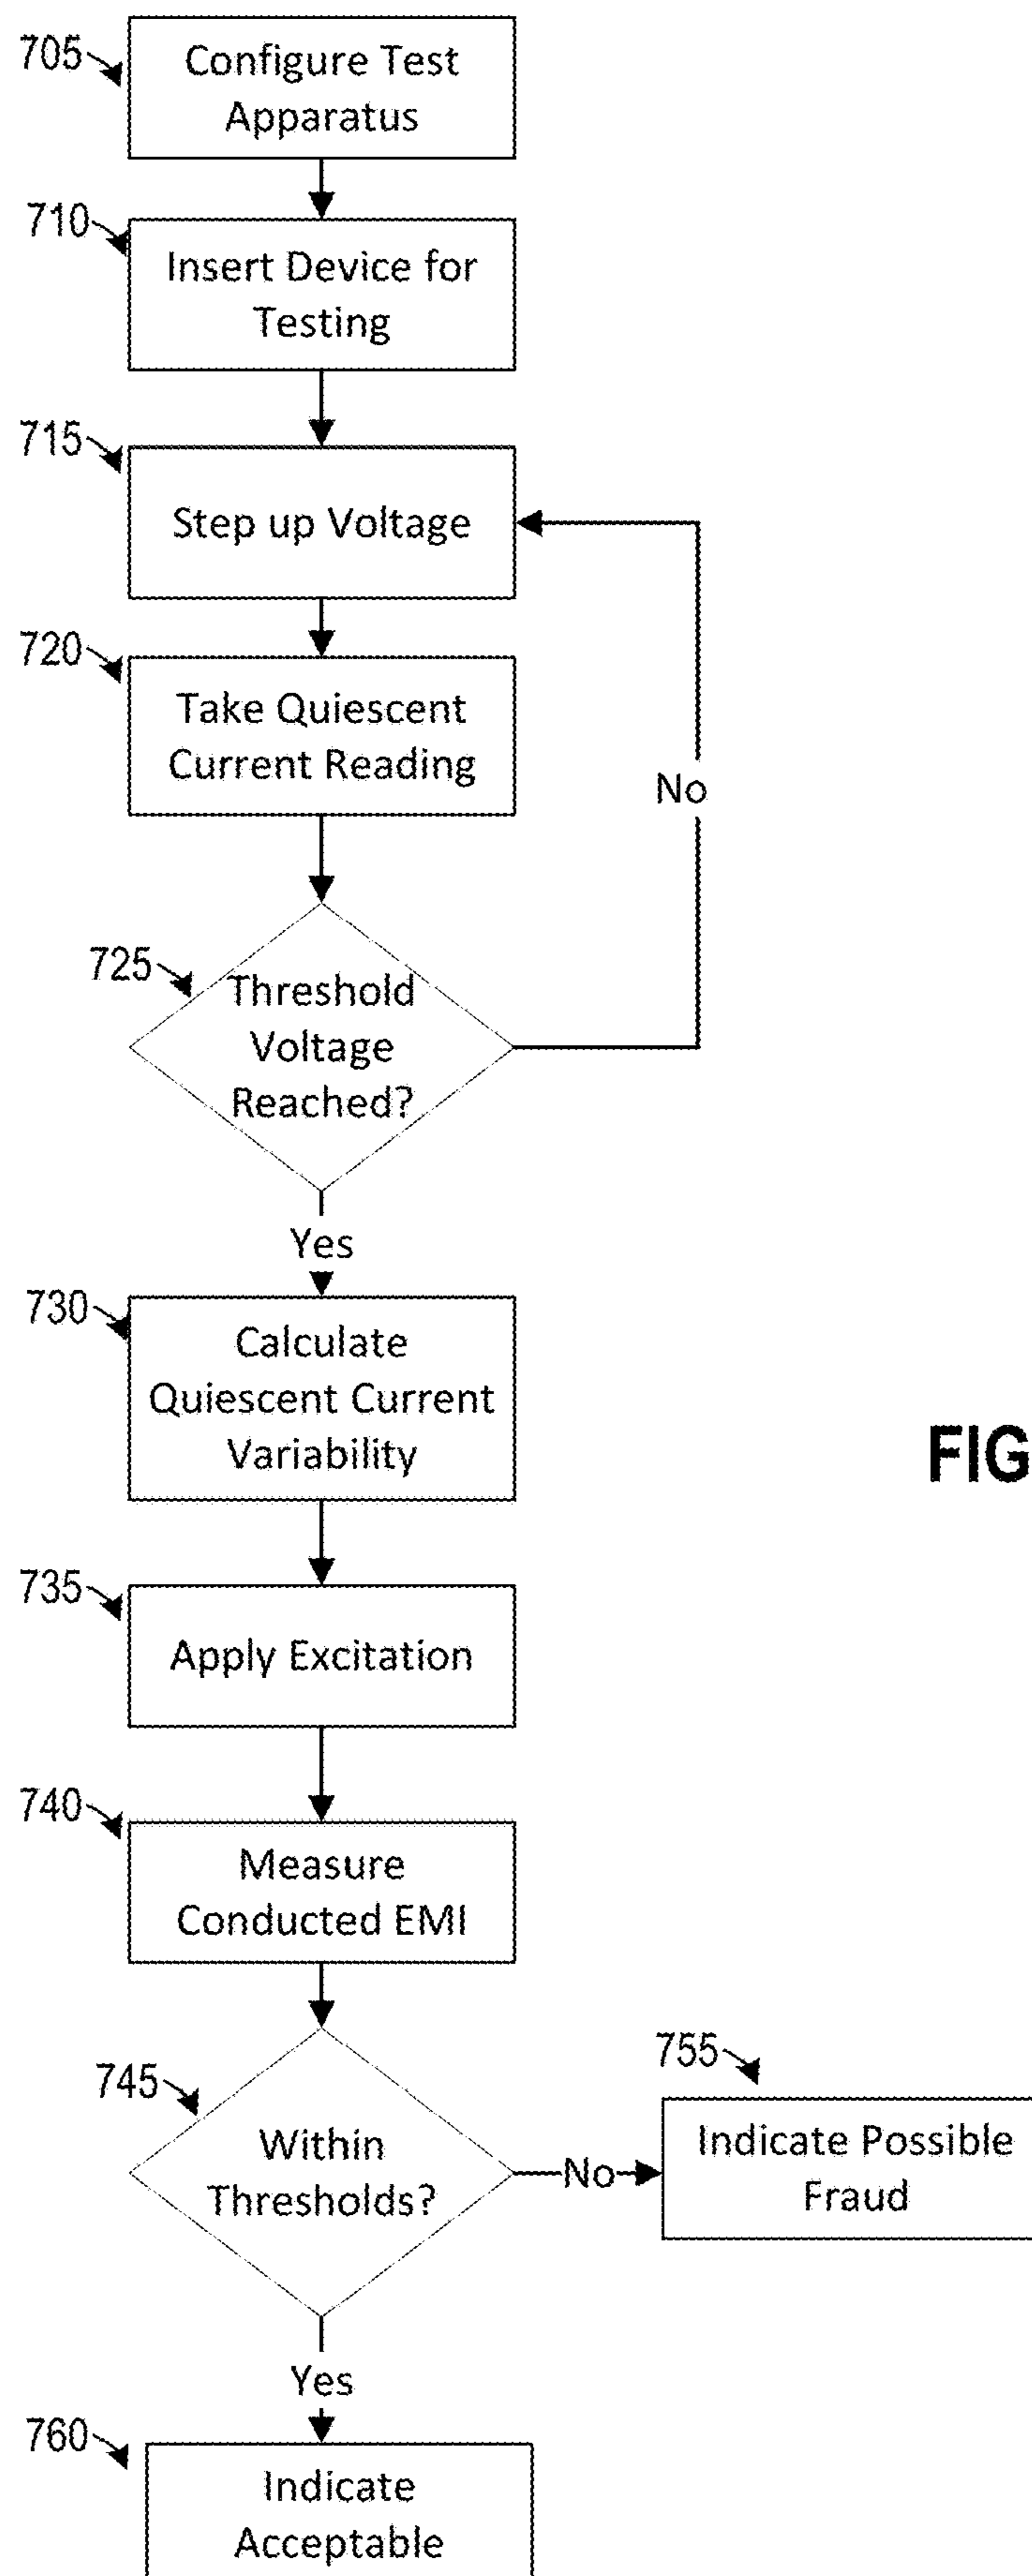 705
Configure Test
Apparatus
710
Insert Device for
Testing
715
Step up Voltage
720
Take Quiescent
Current Reading
No
725
Threshold
Voltage
Reached?
Yes
730
Calculate
Quiescent Current
Variability
FIG
735
Apply Excitation
740
Measure
Conducted EMI
745
Within
Thresholds?
No
755
Indicate Possible
Fraud
Yes
760
Indicate
Acceptable